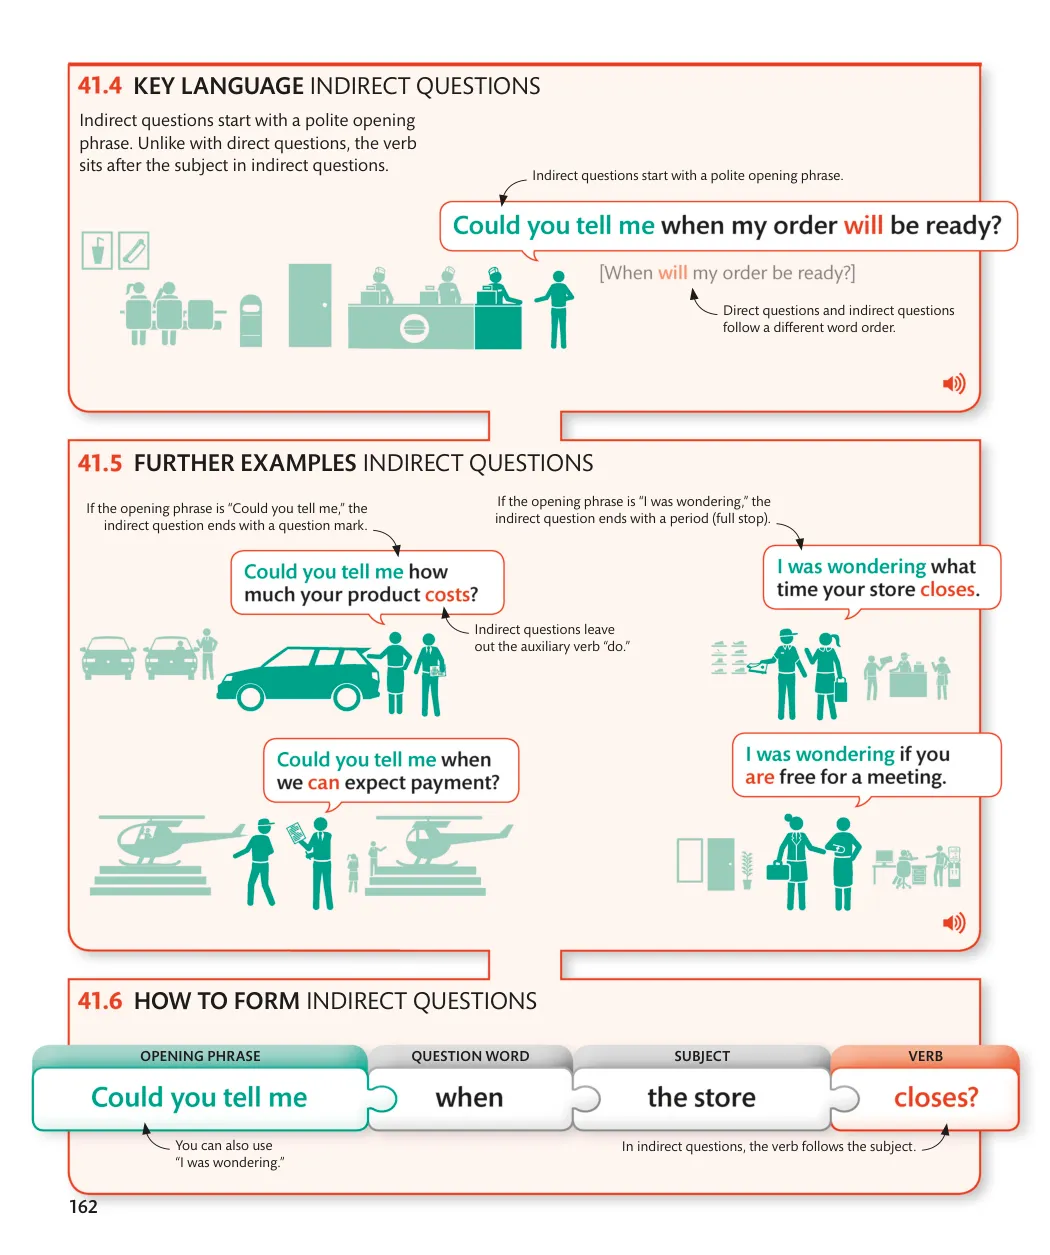 41.4 KEY LANGUAGE INDIRECT QUESTIONS
Indirect questions start with a polite opening
phrase. Unlike with direct questions, the verb
sits after the subject in indirect questions.
Indirect questions start with a polite opening phrase.
Could you tell me when my order will be ready?
[When will my order be ready?]
Direct questions and indirect questions
follow a different word order.
41.5 FURTHER EXAMPLES INDIRECT QUESTIONS
If the opening phrase is “Could you tell me,” the
indirect question ends with a question mark.
Could you tell me how
much your product costs?
Indirect questions leave
out the auxiliary verb “do.”
If the opening phrase is “I was wondering,” the
indirect question ends with a period (full stop).
I was wondering what
time your store closes.
Could you tell me when
we can expect payment?
I was wondering if you
are free for a meeting.
41.6 HOW TO FORM INDIRECT QUESTIONS
OPENING PHRASE QUESTION WORD SUBJECT VERB
Could you tell me when the store closes?
You can also use
“I was wondering.”
In indirect questions, the verb follows the subject.
162